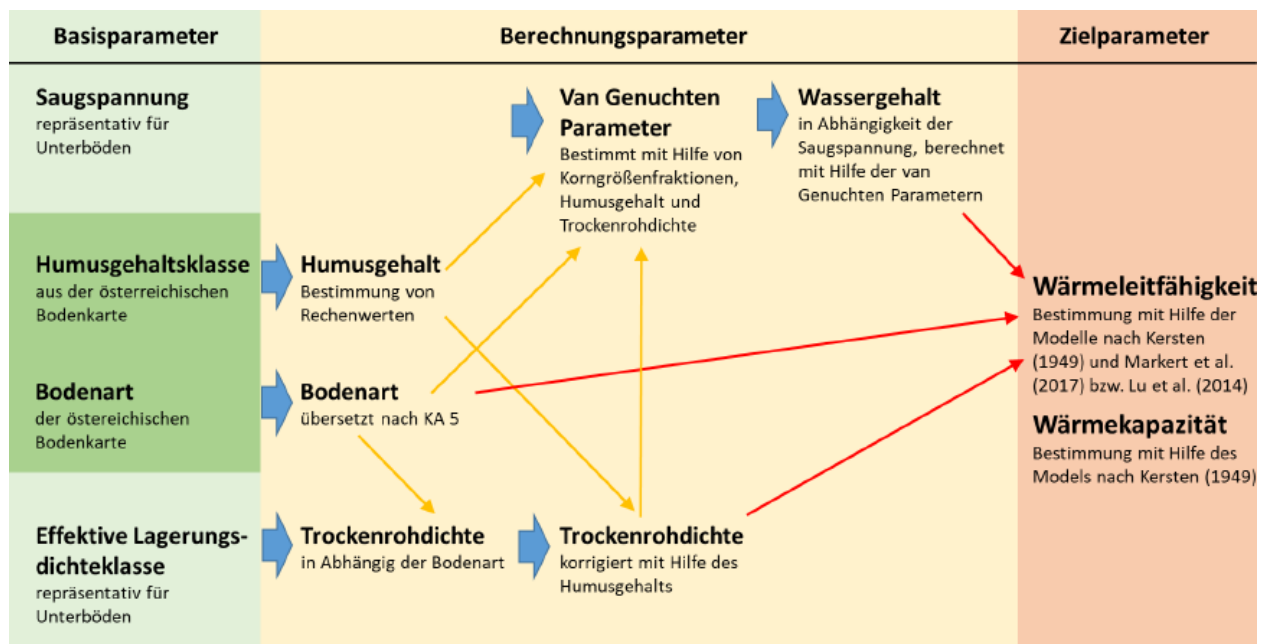 Basisparameter
Berechnungsparameter
Zielparameter
Saugspannung
repräsentativ für
Unterböden
Van Genuchten
Parameter
Bestimmt mit Hilfe von
Korngrößenfraktionen,
Humusgehalt und
Trockenrohdichte
Wassergehalt
in Abhängigkeit der
Saugspannung, berechnet
mit Hilfe der van
Genuchten Parametern
Humusgehaltsklasse
aus der österreichischen
Bodenkarte
Humusgehalt
Bestimmung von
Rechenwerten
Bodenart
der östereichischen
Bodenkarte
Bodenart
übersetzt nach KA 5
Effektive Lagerungs-
dichteklasse
repräsentativ für
Unterböden
Trockenrohdichte
in Abhängig der Bodenart
Trockenrohdichte
korrigiert mit Hilfe des
Humusgehalts
Wärmeleitfähigkeit
Bestimmung mit Hilfe der
Modelle nach Kersten
(1949) und Markert et al.
(2017) bzw. Lu et al. (2014)
Wärmekapazität
Bestimmung mit Hilfe des
Models nach Kersten (1949)